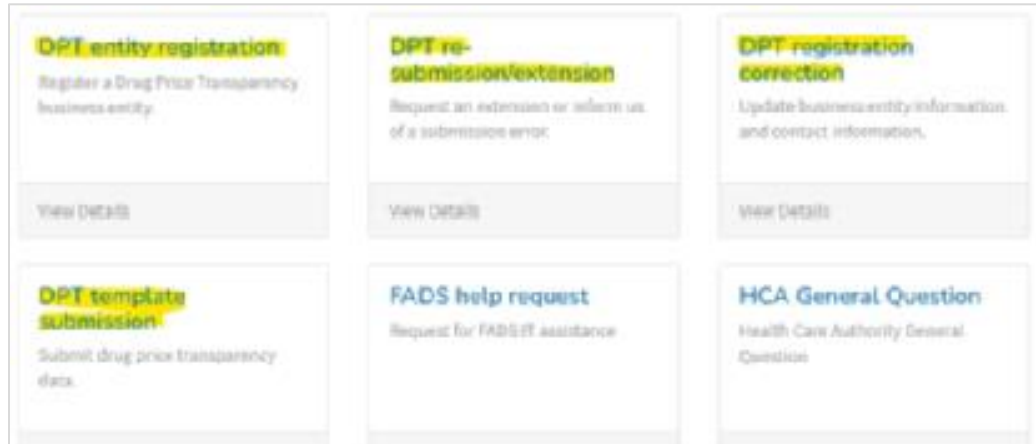 DPT entity registration
Register a Drug Price Transparency
business entity.
View Details
DPT re-
submission/extension
Request an extension or inform us
of a submission error.
View Details
DPT registration
correction
Update business entity information
and contact information.
View Details
DPT template
submission
Submit drug price transparency
data.
FADS help request
Request for FADS IT assistance
HCA General Question
Health Care Authority General
Question